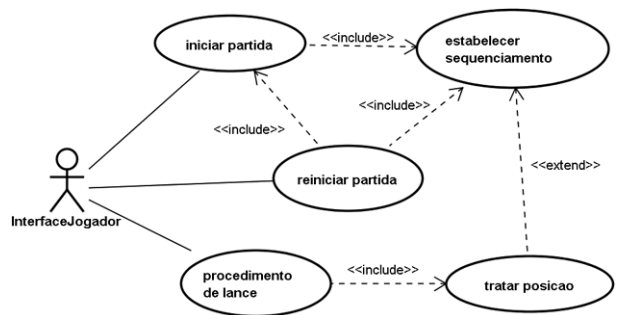 iniciar partida
<<include>>
estabelecer
sequenciamento
<<include>>
<<include>>
reiniciar partida
<<extend>>
InterfaceJogador
procedimento
de lance
<<include>>
tratar posicao